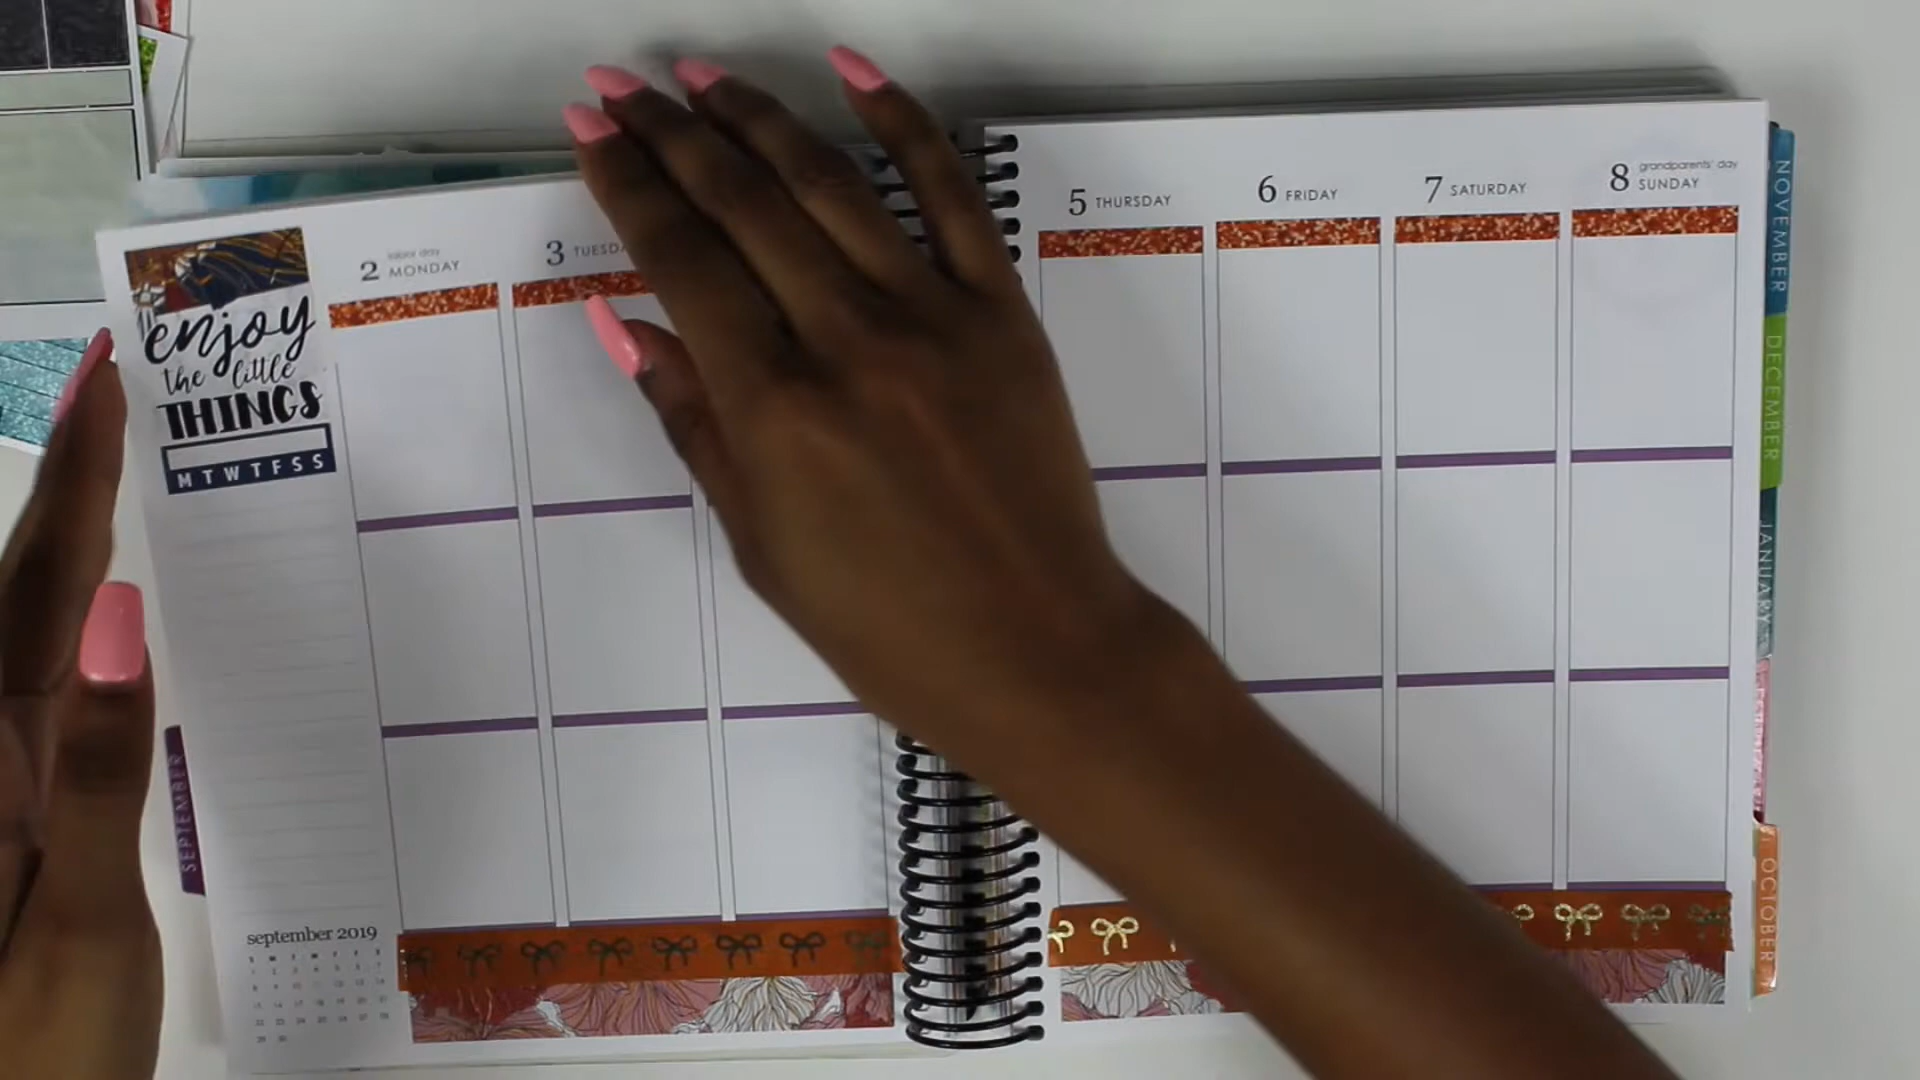 enjoy
the little
THINGS
M T W T F S S
2 labor day
MONDAY
3 TUESDA
5 THURSDAY
6 FRIDAY
7 SATURDAY
8 grandparents' day
SUNDAY
NOVEMBER
DECEMBER
JANUARY
OCTOBER
SEPTEMBER
september 2019